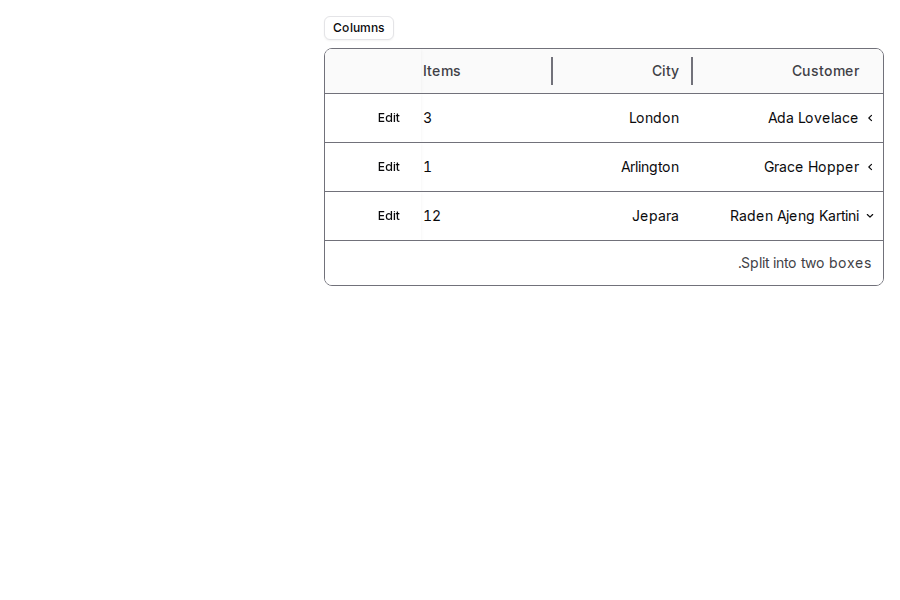 Columns
Customer City Items
Ada Lovelace London 3 Edit
Grace Hopper Arlington 1 Edit
Raden Ajeng Kartini Jepara 12 Edit
.Split into two boxes